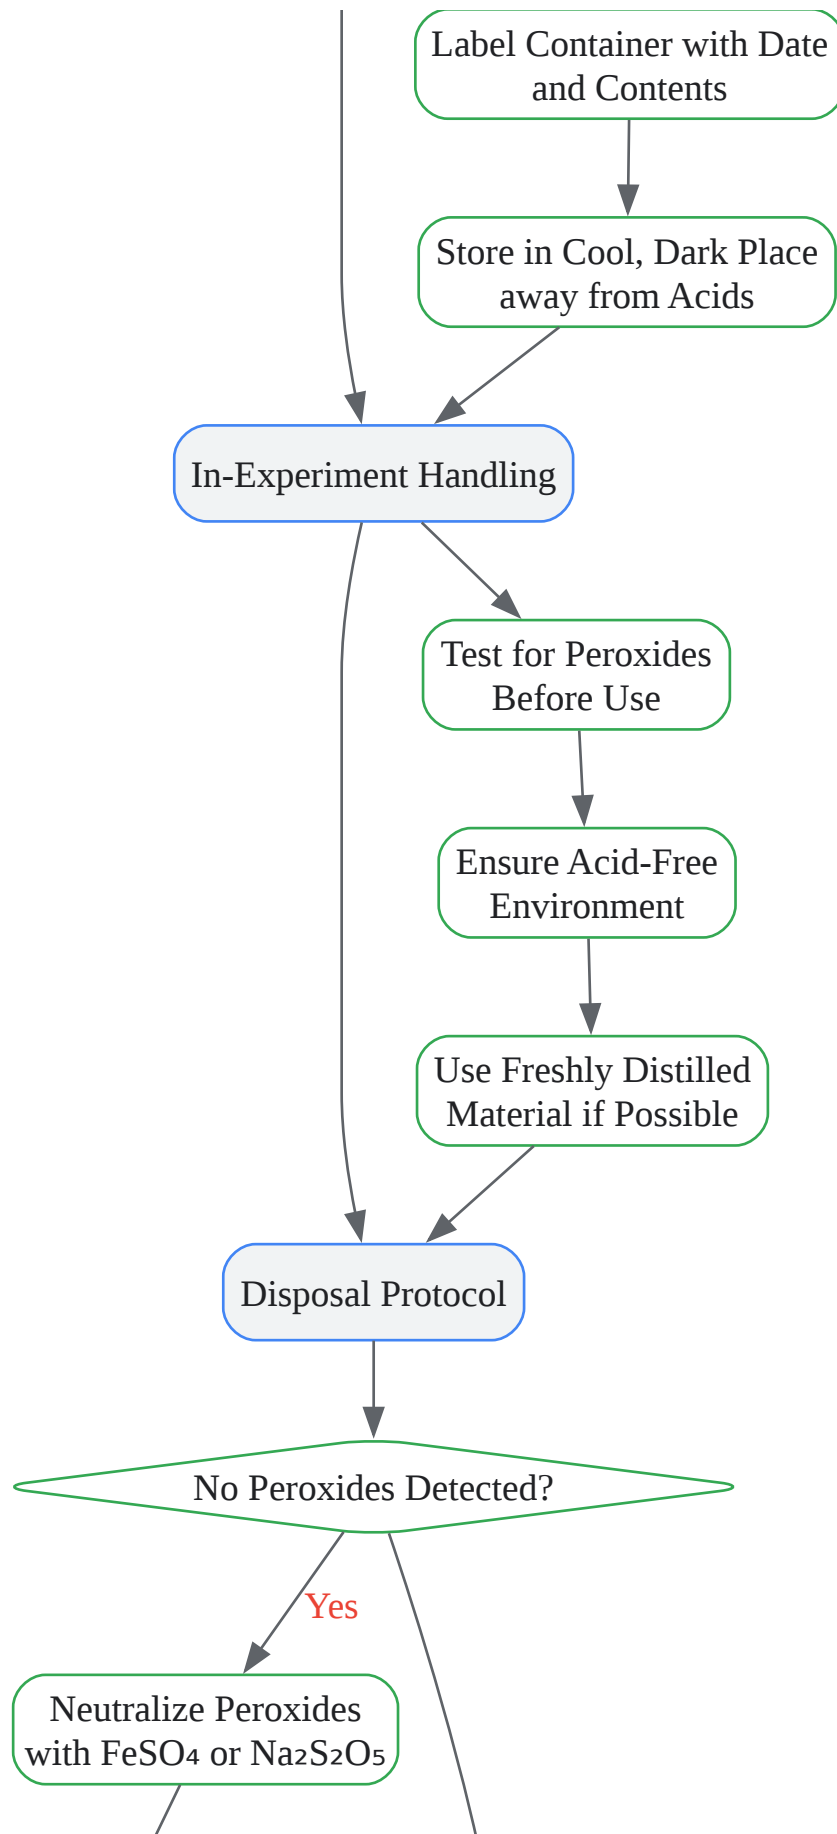 Label Container with Date
and Contents
Store in Cool, Dark Place
away from Acids
In-Experiment Handling
Test for Peroxides
Before Use
Ensure Acid-Free
Environment
Use Freshly Distilled
Material if Possible
Disposal Protocol
No Peroxides Detected?
Yes
Neutralize Peroxides
with FeSO₄ or Na₂S₂O₅